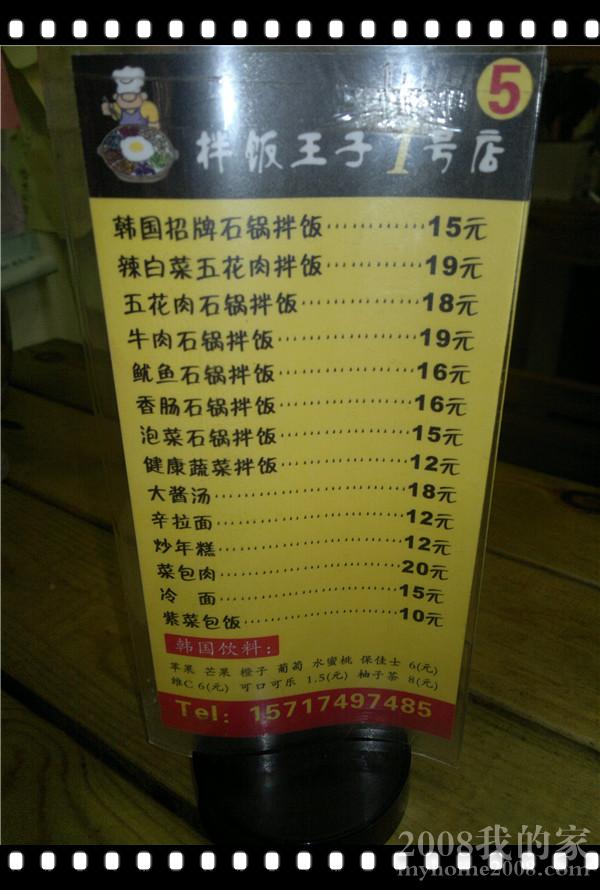 5
拌饭王子1号店
韩国招牌石锅拌饭…………15元
辣白菜五花肉拌饭…………19元
五花肉石锅拌饭……………18元
牛肉石锅拌饭………………19元
鱿鱼石锅拌饭………………16元
香肠石锅拌饭………………16元
泡菜石锅拌饭………………15元
健康蔬菜拌饭………………12元
大酱汤………………………18元
辛拉面………………………12元
炒年糕………………………12元
菜包肉………………………20元
冷 面………………………15元
紫菜包饭……………………10元
韩国饮料：
苹果 芒果 橙子 葡萄 水蜜桃 保佳士 6(元)
维C 6(元) 可口可乐 1.5(元) 柚子茶 8(元)
Tel: 15717497485
2008我的家
myhome2008.com